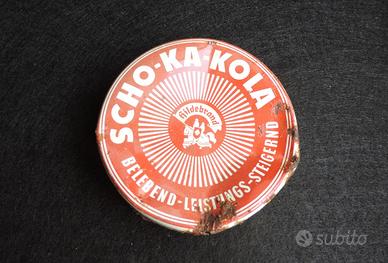 SCHO-KA-KOLA
Hildebrand
BELEBEND-LEISTUNGS-STEIGERND
subito